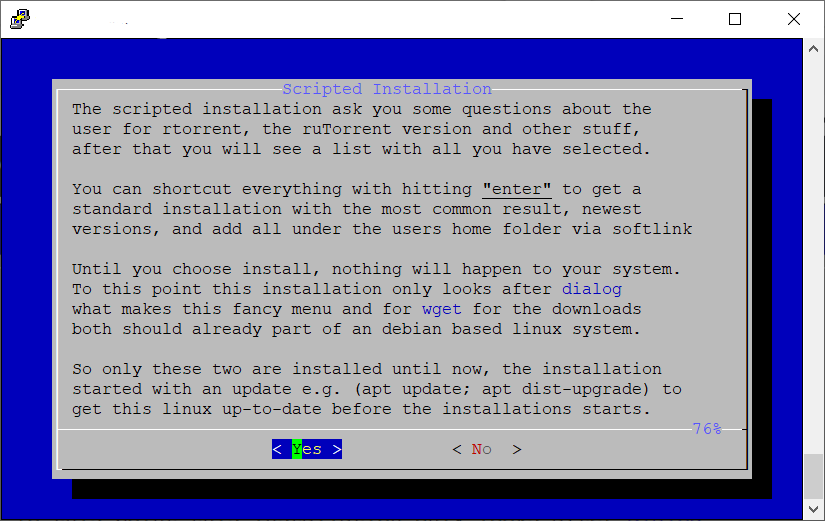 Scripted Installation
The scripted installation ask you some questions about the
user for rtorrent, the ruTorrent version and other stuff,
after that you will see a list with all you have selected.
You can shortcut everything with hitting "enter" to get a
standard installation with the most common result, newest
versions, and add all under the users home folder via softlink
Until you choose install, nothing will happen to your system.
To this point this installation only looks after dialog
what makes this fancy menu and for wget for the downloads
both should already part of an debian based linux system.
So only these two are installed until now, the installation
started with an update e.g. (apt update; apt dist-upgrade) to
get this linux up-to-date before the installations starts.
76%
< Yes > < No >